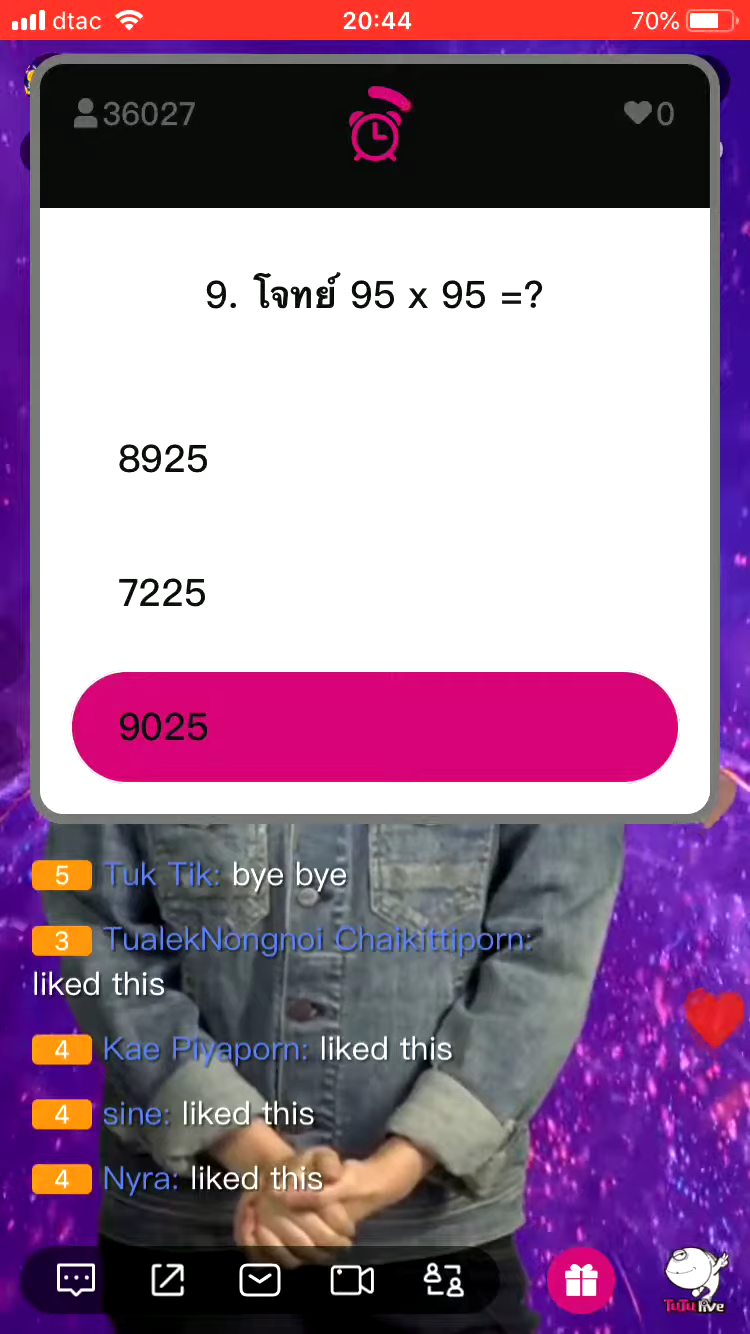 dtac 20:44 70%
36027 0
9. โจทย์ 95 x 95 =?
8925
7225
9025
5 Tuk Tik: bye bye
3 TualekNongnoi Chaikittiporn:
liked this
4 Kae Piyaporn: liked this
4 sine: liked this
4 Nyra: liked this
TuTu live